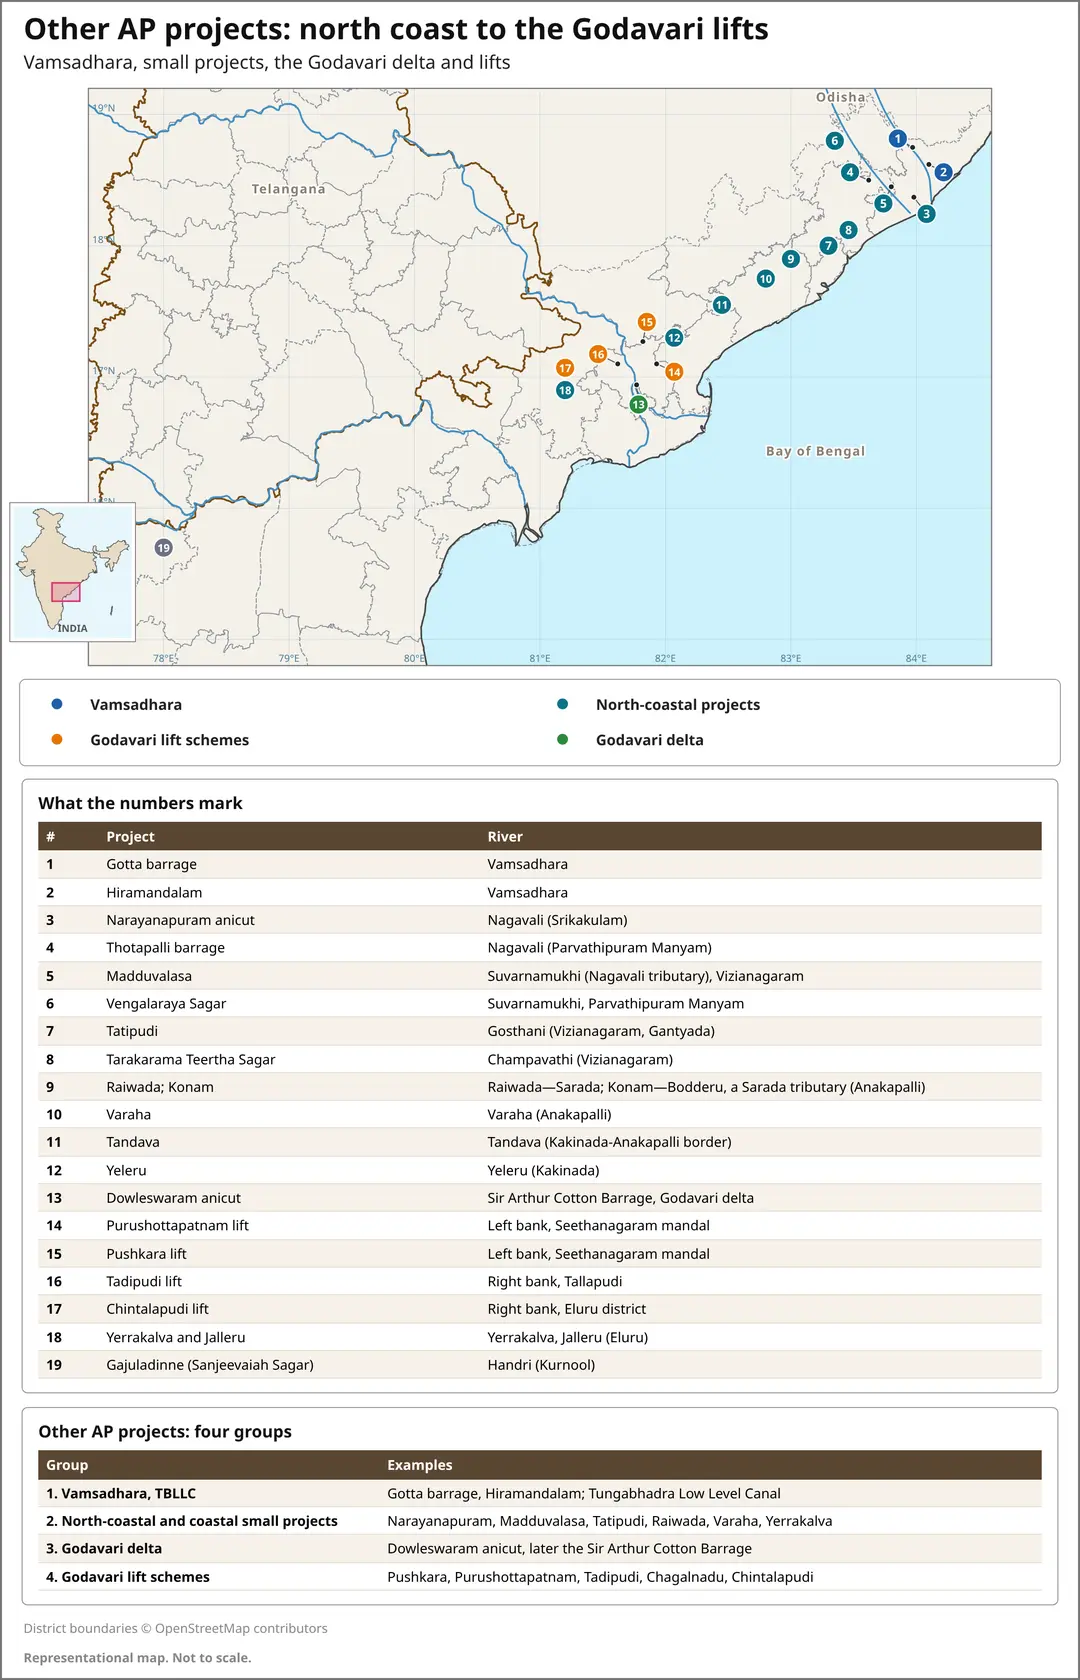 Other AP projects: north coast to the Godavari lifts
Vamsadhara, small projects, the Godavari delta and lifts
19°N
Odisha
6
1
4
2
Telangana
5
3
18°N
8
7
9
10
11
15
12
16
17°N
17
14
18
13
Bay of Bengal
19
INDIA
78°E
79°E
80°E
81°E
82°E
83°E
84°E
Vamsadhara
North-coastal projects
Godavari lift schemes
Godavari delta
What the numbers mark
# Project River
1 Gotta barrage Vamsadhara
2 Hiramandalam Vamsadhara
3 Narayanapuram anicut Nagavali (Srikakulam)
4 Thotapalli barrage Nagavali (Parvathipuram Manyam)
5 Madduvalasa Suvarnamukhi (Nagavali tributary), Vizianagaram
6 Vengalaraya Sagar Suvarnamukhi, Parvathipuram Manyam
7 Tatipudi Gosthani (Vizianagaram, Gantyada)
8 Tarakarama Teertha Sagar Champavathi (Vizianagaram)
9 Raiwada; Konam Raiwada—Sarada; Konam—Bodderu, a Sarada tributary (Anakapalli)
10 Varaha Varaha (Anakapalli)
11 Tandava Tandava (Kakinada-Anakapalli border)
12 Yeleru Yeleru (Kakinada)
13 Dowleswaram anicut Sir Arthur Cotton Barrage, Godavari delta
14 Purushottapatnam lift Left bank, Seethanagaram mandal
15 Pushkara lift Left bank, Seethanagaram mandal
16 Tadipudi lift Right bank, Tallapudi
17 Chintalapudi lift Right bank, Eluru district
18 Yerrakalva and Jalleru Yerrakalva, Jalleru (Eluru)
19 Gajuladinne (Sanjeevaiah Sagar) Handri (Kurnool)
Other AP projects: four groups
Group Examples
1. Vamsadhara, TBLLC Gotta barrage, Hiramandalam; Tungabhadra Low Level Canal
2. North-coastal and coastal small projects Narayanapuram, Madduvalasa, Tatipudi, Raiwada, Varaha, Yerrakalva
3. Godavari delta Dowleswaram anicut, later the Sir Arthur Cotton Barrage
4. Godavari lift schemes Pushkara, Purushottapatnam, Tadipudi, Chagalnadu, Chintalapudi
District boundaries © OpenStreetMap contributors
Representational map. Not to scale.